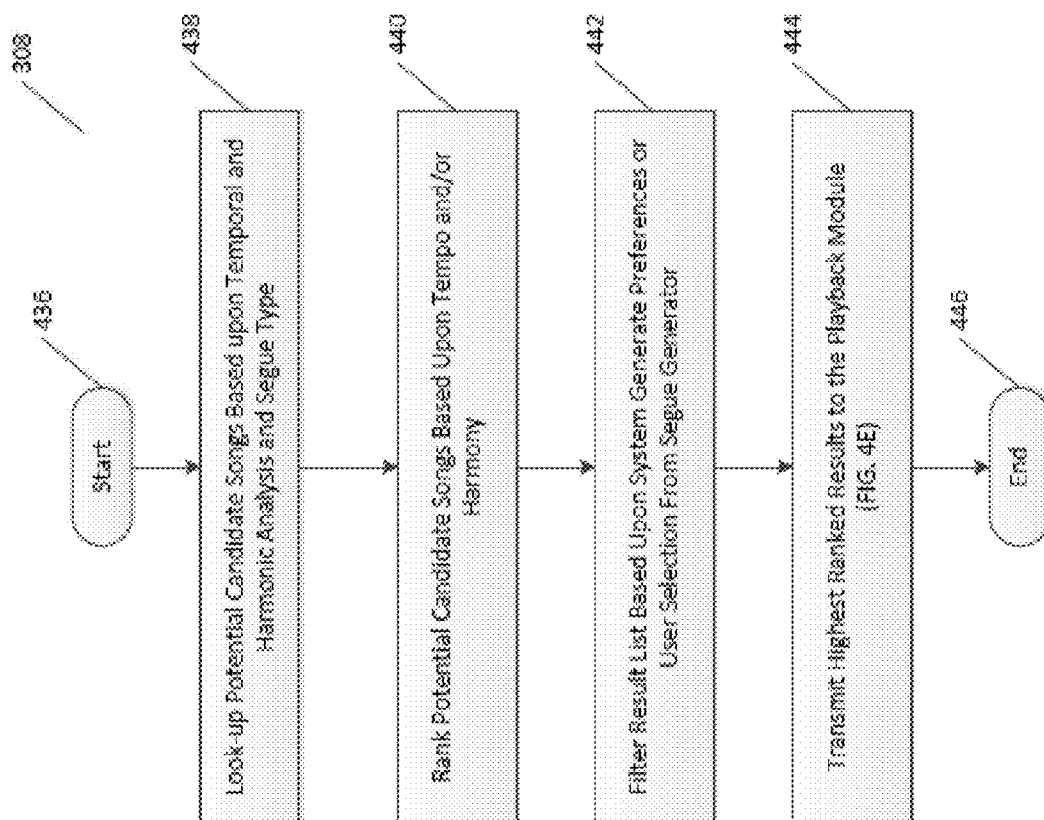 308
436
Start
438
Look-up Potential Candidate Songs Based upon Temporal and
Harmonic Analysis and Segue Type
440
Rank Potential Candidate Songs Based Upon Tempo and/or
Harmony
442
Filter Result List Based Upon System Generate Preferences or
User Selection From Segue Generator
444
Transmit Highest Ranked Results to the Playback Module
(FIG. 4E)
446
End